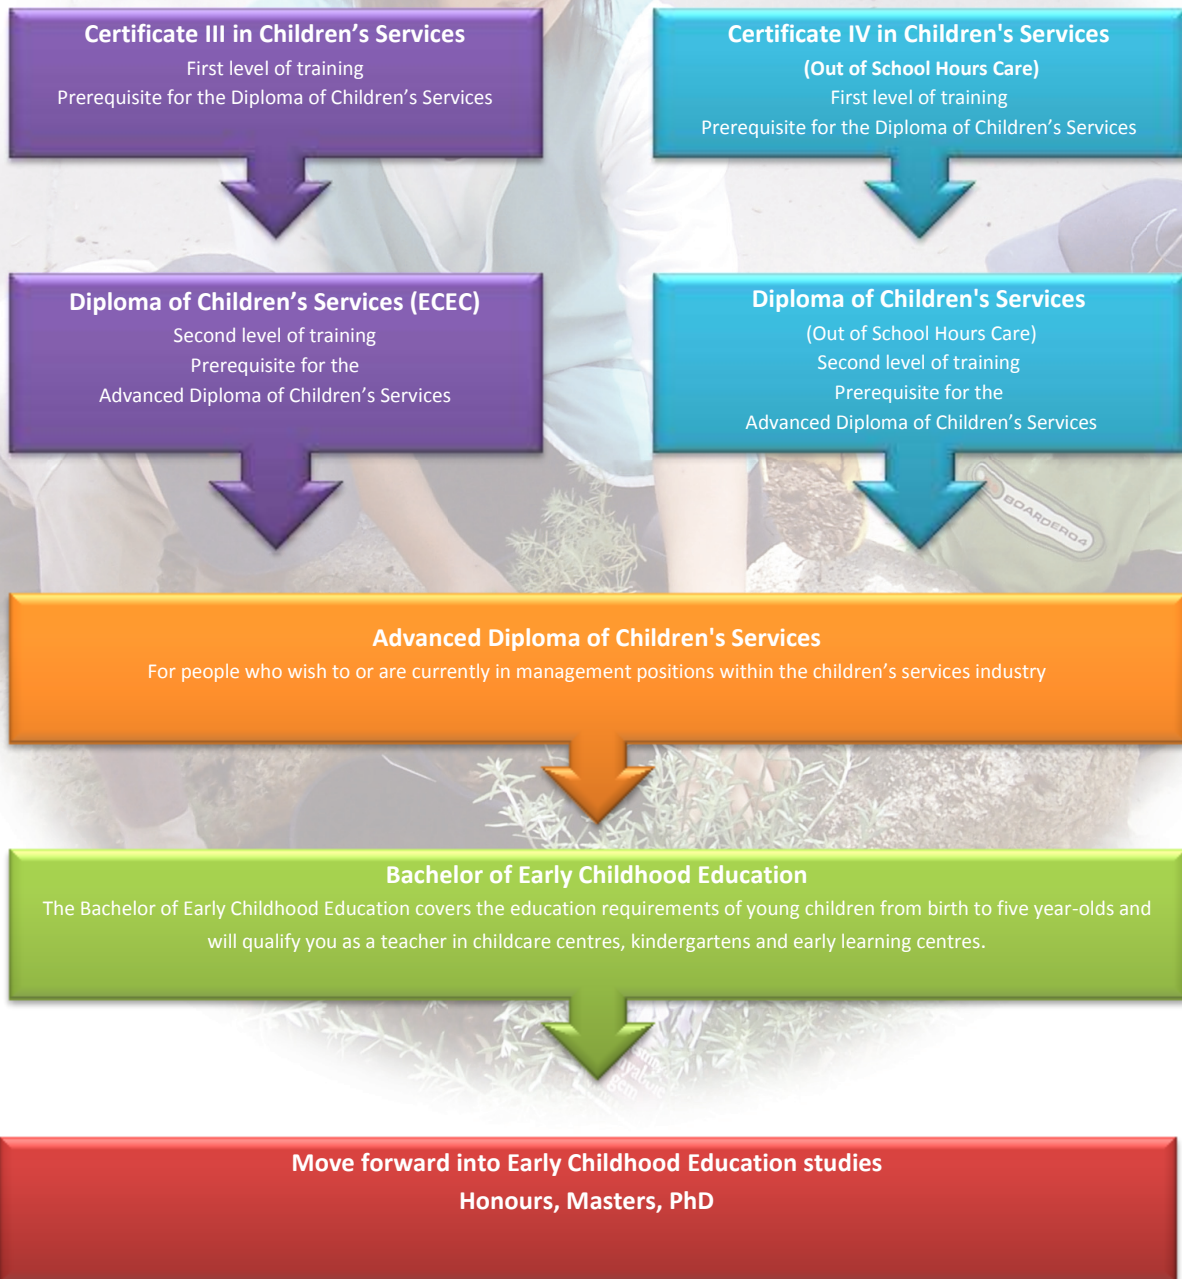 Certificate III in Children’s Services
First level of training
Prerequisite for the Diploma of Children’s Services
Certificate IV in Children's Services
(Out of School Hours Care)
First level of training
Prerequisite for the Diploma of Children’s Services
Diploma of Children’s Services (ECEC)
Second level of training
Prerequisite for the
Advanced Diploma of Children’s Services
Diploma of Children's Services
(Out of School Hours Care)
Second level of training
Prerequisite for the
Advanced Diploma of Children’s Services
BOARDERO4
Advanced Diploma of Children's Services
For people who wish to or are currently in management positions within the children’s services industry
Bachelor of Early Childhood Education
The Bachelor of Early Childhood Education covers the education requirements of young children from birth to five year-olds and
will qualify you as a teacher in childcare centres, kindergartens and early learning centres.
Move forward into Early Childhood Education studies
Honours, Masters, PhD